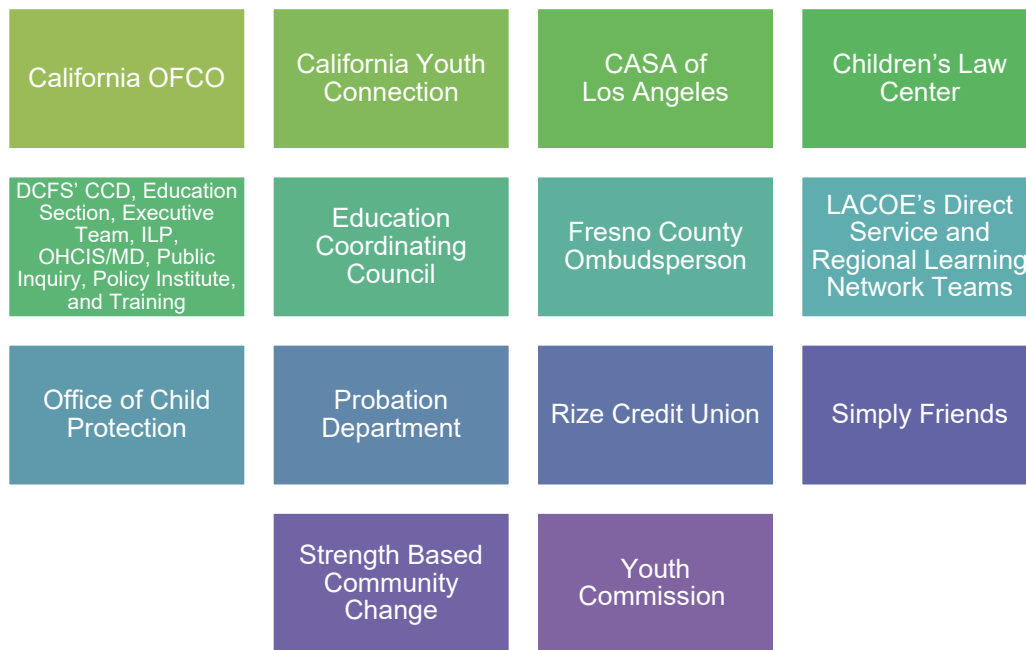 California OFCO
California Youth
Connection
CASA of
Los Angeles
Children’s Law
Center
DCFS’ CCD, Education
Section, Executive
Team, ILP,
OHCIS/MD, Public
Inquiry, Policy Institute,
and Training
Education
Coordinating
Council
Fresno County
Ombudsperson
LACOE’s Direct
Service and
Regional Learning
Network Teams
Office of Child
Protection
Probation
Department
Rize Credit Union
Simply Friends
Strength Based
Community
Change
Youth
Commission